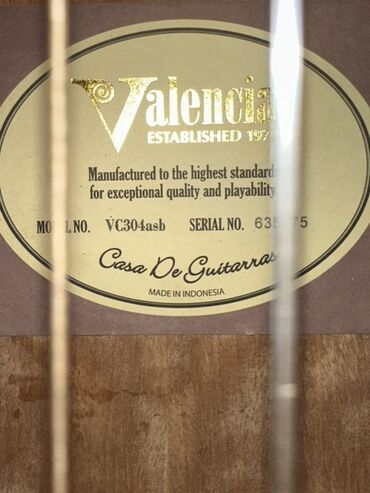 Valencia
ESTABLISHED
Manufactured to the highest standards
for exceptional quality and playability
MODEL NO. VC304asb SERIAL NO.
Casa De Guitarras
MADE IN INDONESIA